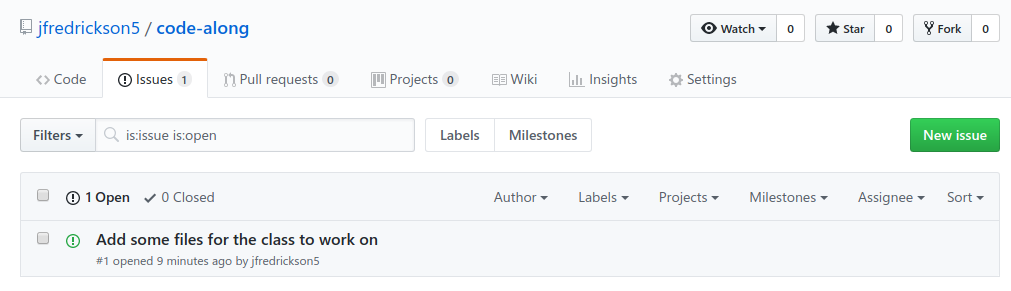 jfredrickson5 / code-along Watch 0 Star 0 Fork 0
Code Issues 1 Pull requests 0 Projects 0 Wiki Insights Settings
Filters is:issue is:open Labels Milestones New issue
1 Open 0 Closed Author Labels Projects Milestones Assignee Sort
Add some files for the class to work on
#1 opened 9 minutes ago by jfredrickson5